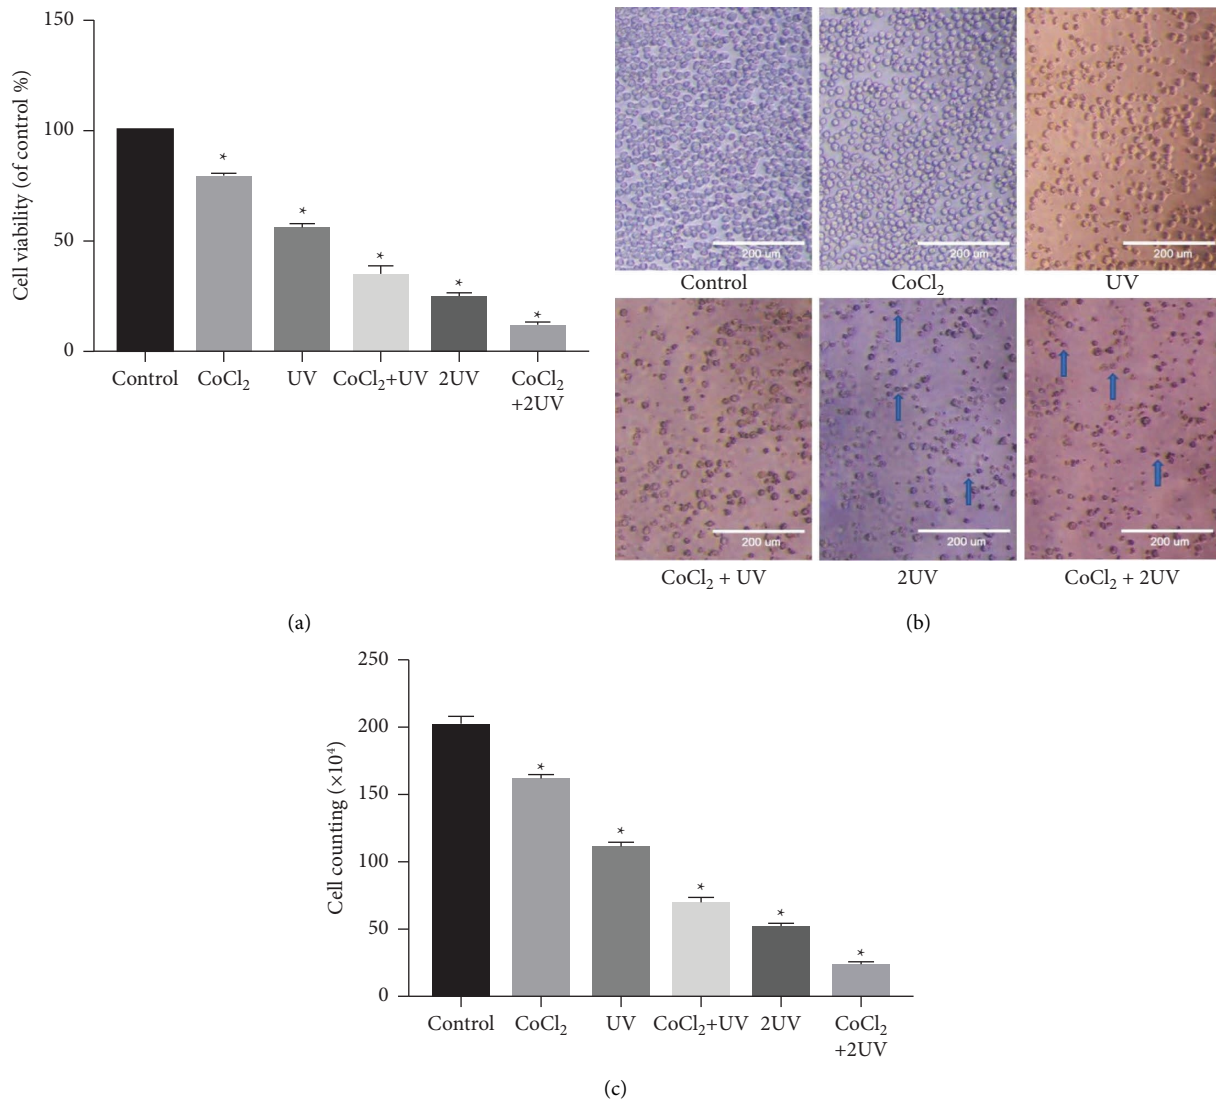 150
100
50
0
Cell viability (of control %)
*
*
*
*
*
Control CoCl₂ UV CoCl₂+UV 2UV CoCl₂
+2UV
(a)
200 um
200 um
200 um
Control CoCl₂ UV
200 um
200 um
200 um
CoCl₂ + UV 2UV CoCl₂ + 2UV
(b)
250
200
150
100
50
0
Cell counting (×10⁴)
*
*
*
*
*
Control CoCl₂ UV CoCl₂+UV 2UV CoCl₂
+2UV
(c)